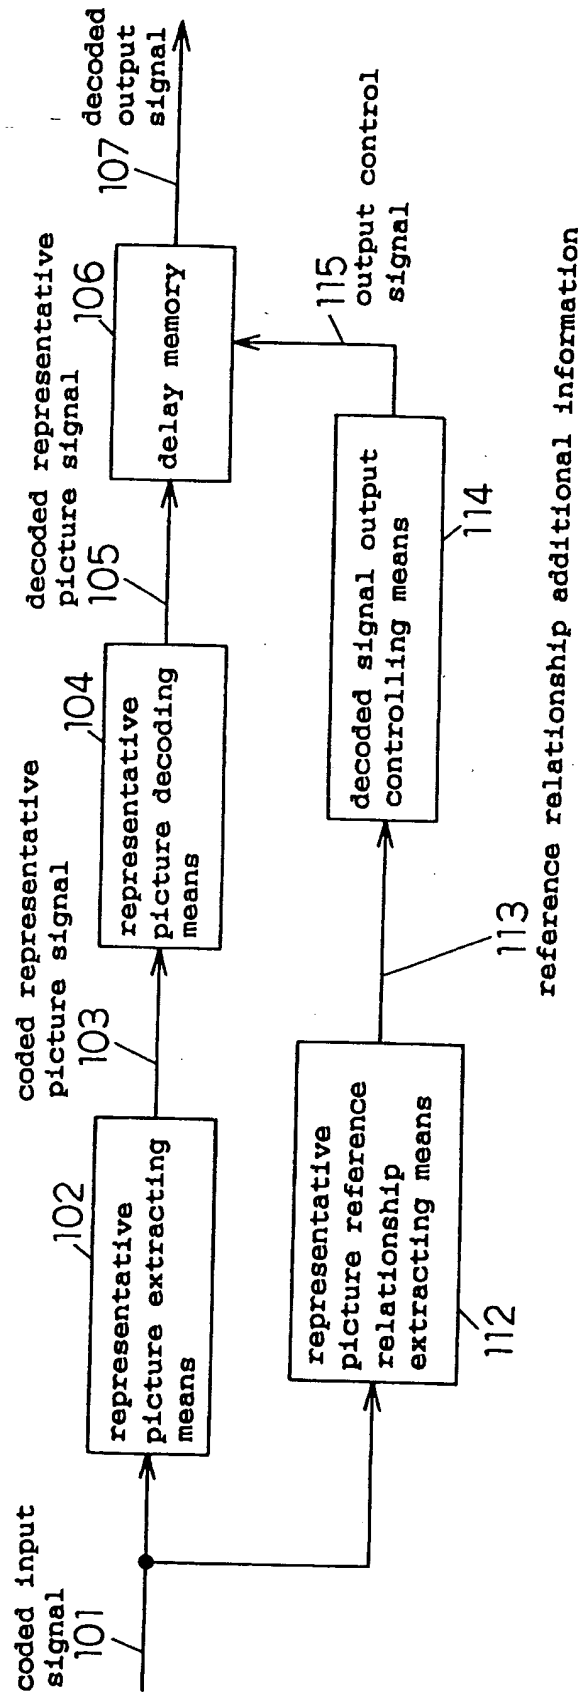 coded input
signal
101
102
representative
picture extracting
means
coded representative
picture signal
103
104
representative
picture decoding
means
decoded representative
picture signal
105
106
delay memory
107
decoded
output
signal
representative
picture reference
relationship
extracting means
112
113
reference relationship additional information
decoded signal output
controlling means
114
115
output control
signal